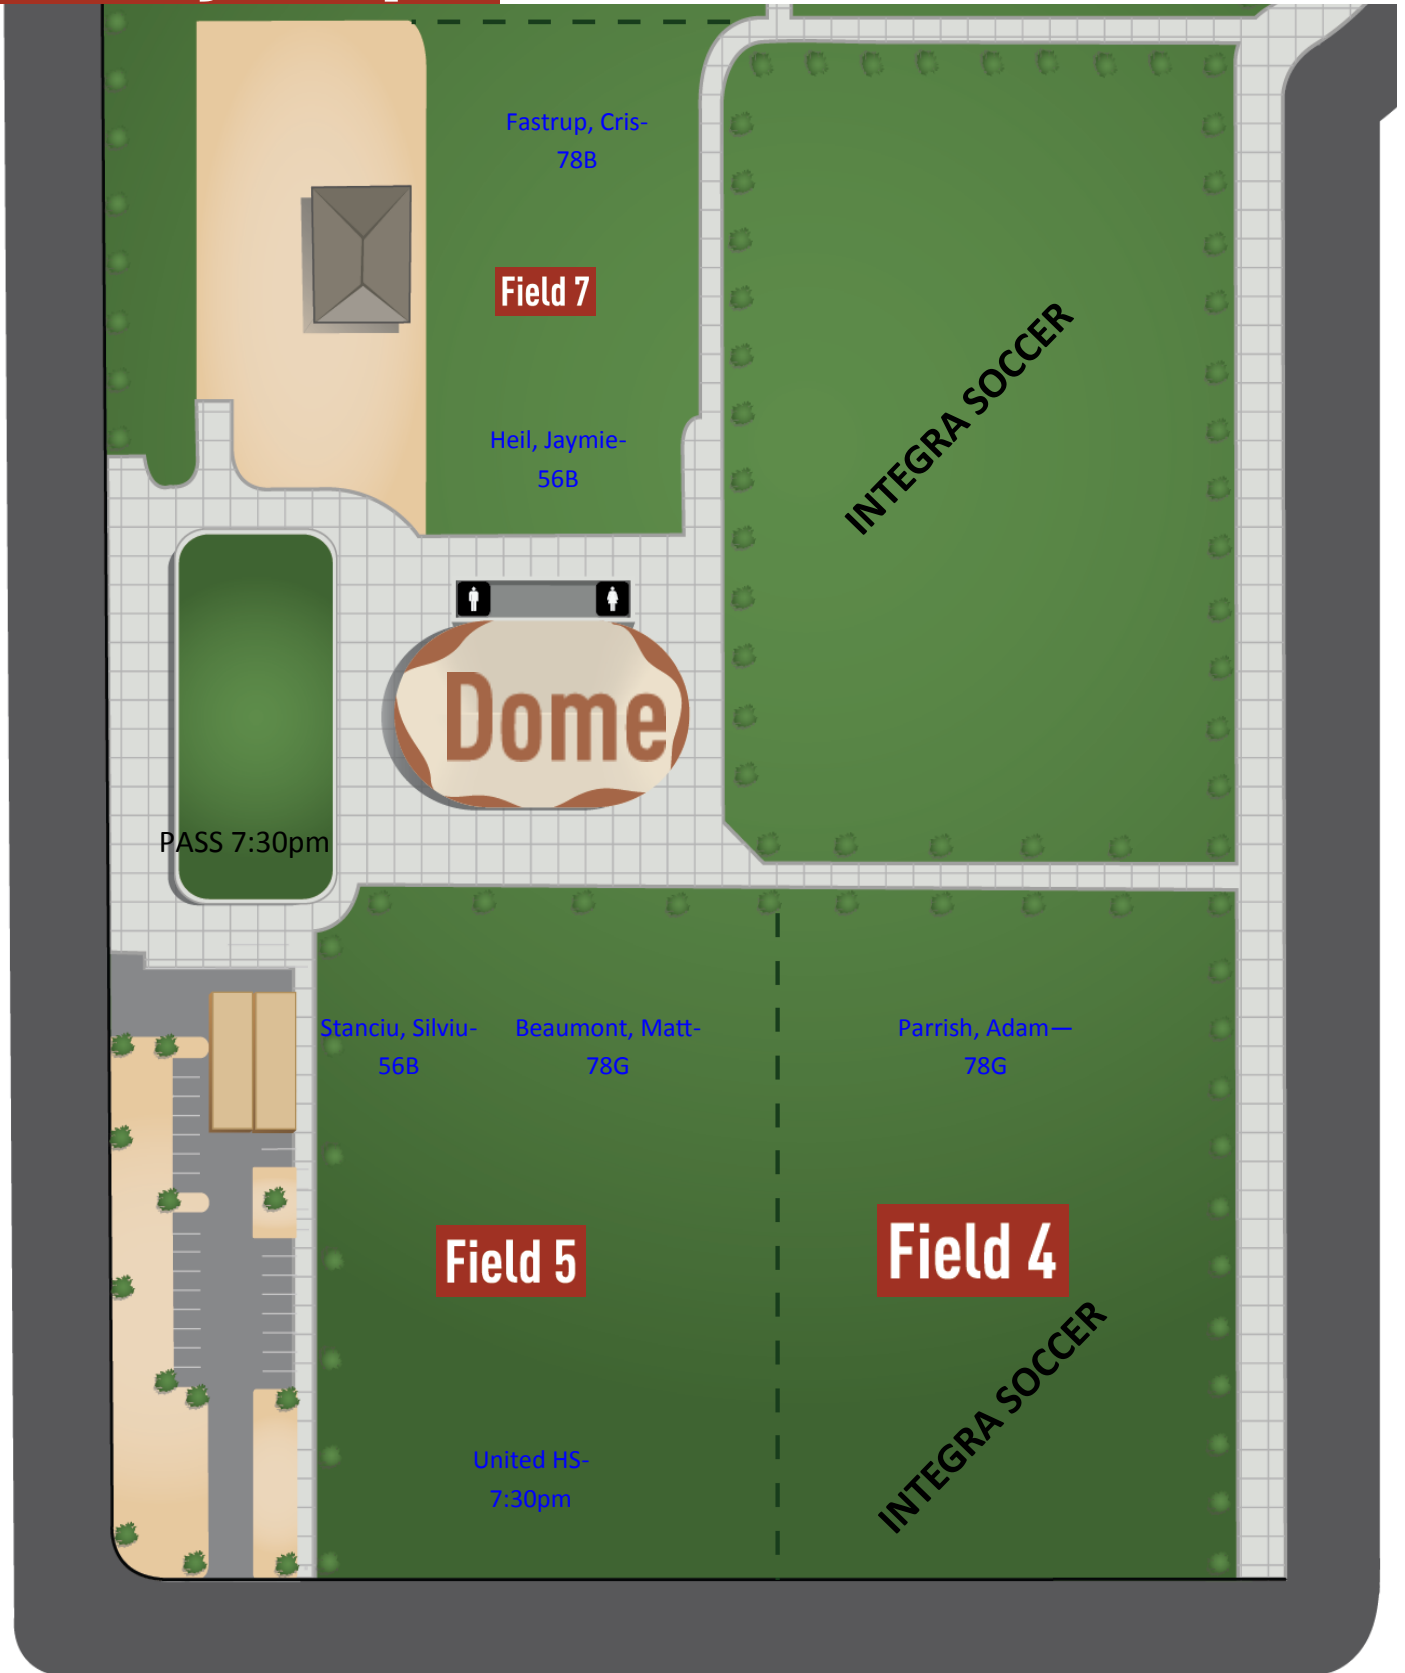 Fastrup, Cris-
78B
Field 7
Heil, Jaymie-
56B
INTEGRA SOCCER
Dome
PASS 7:30pm
Stanciu, Silviu-
56B
Beaumont, Matt-
78G
Parrish, Adam—
78G
Field 5
Field 4
INTEGRA SOCCER
United HS-
7:30pm